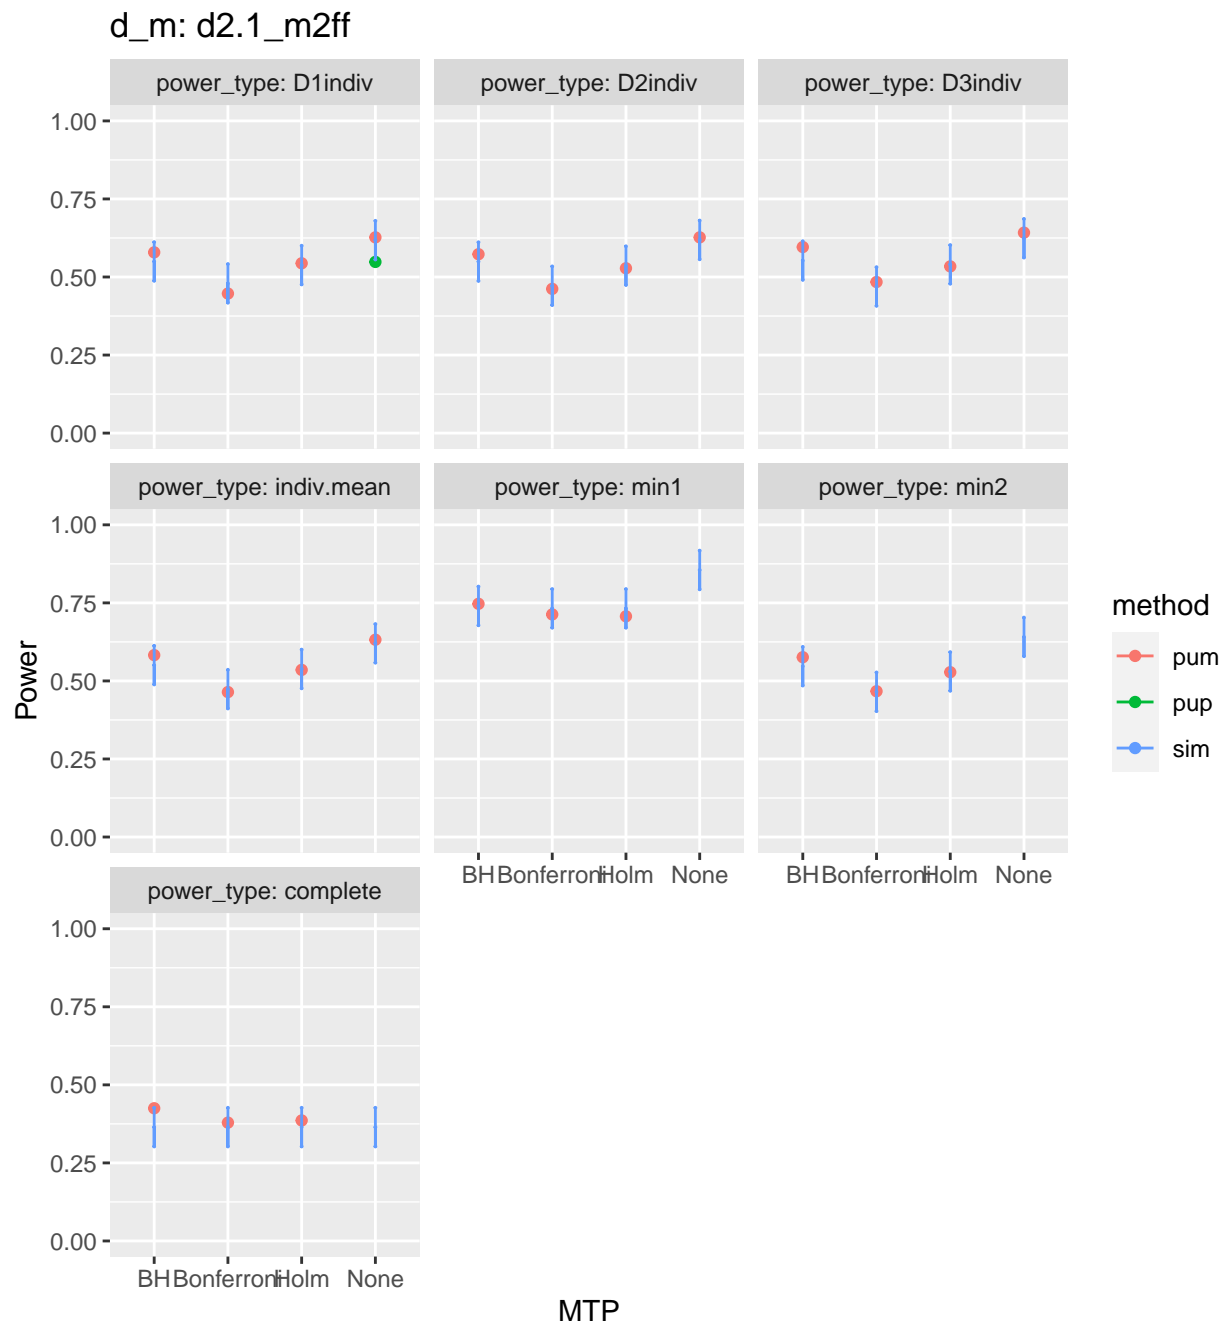 d_m: d2.1_m2ff
power_type: D1indiv power_type: D2indiv power_type: D3indiv
1.00
0.75
0.50
0.25
0.00
power_type: indiv.mean power_type: min1 power_type: min2
1.00
0.75
0.50
0.25
0.00
Power
method
pum
pup
sim
BH Bonferroni Holm None BH Bonferroni Holm None
power_type: complete
1.00
0.75
0.50
0.25
0.00
BH Bonferroni Holm None
MTP